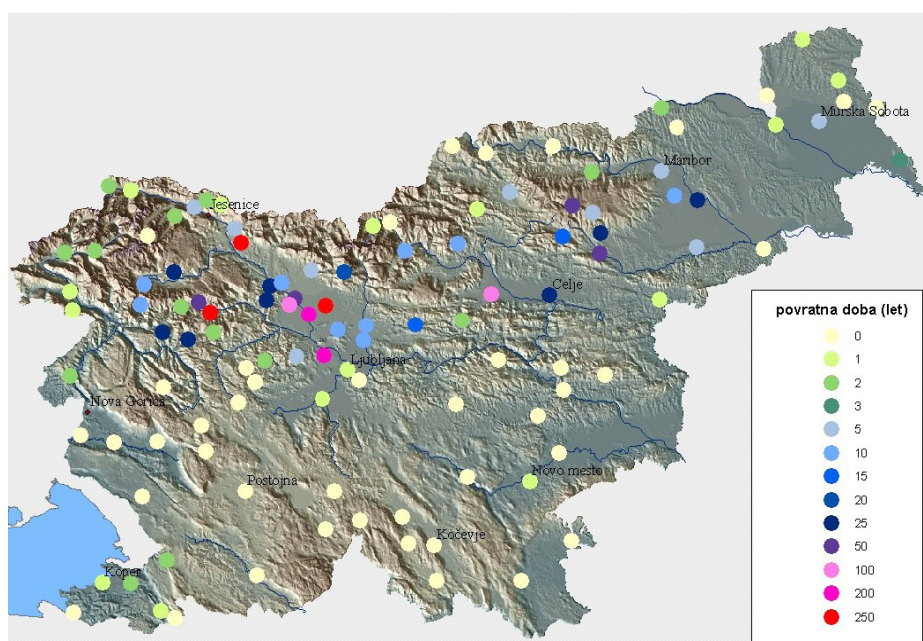 Murska Sobota
Maribor
Jesenice
Celje
Ljubljana
Nova Gorica
Novo mesto
Postojna
Kočevje
Koper
povratna doba (let)
0
1
2
3
5
10
15
20
25
50
100
200
250